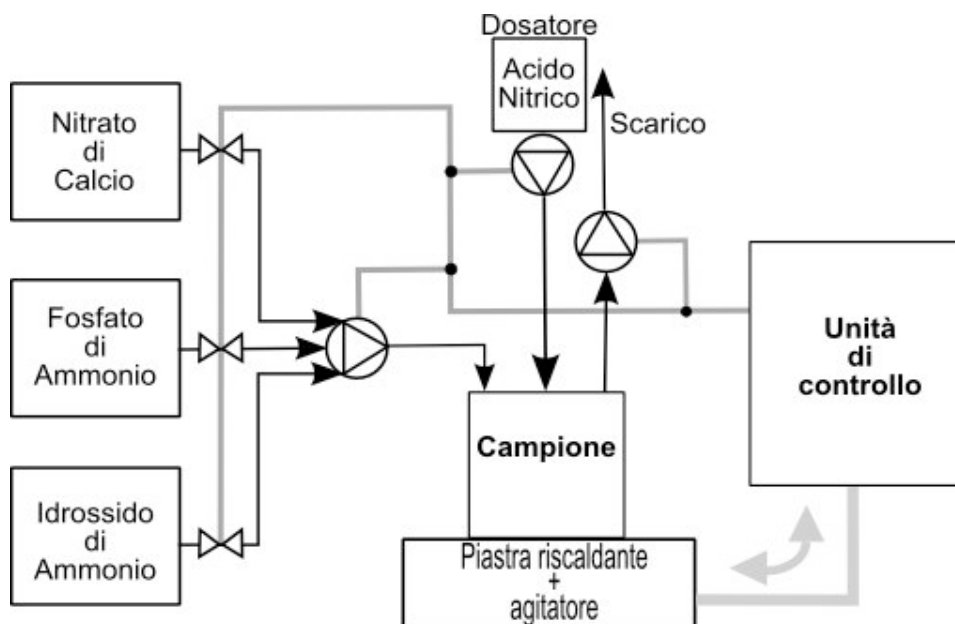 Dosatore
Acido
Nitrico
Scarico
Nitrato
di
Calcio
Fosfato
di
Ammonio
Idrossido
di
Ammonio
Campione
Unità
di
controllo
Piastra riscaldante
+
agitatore